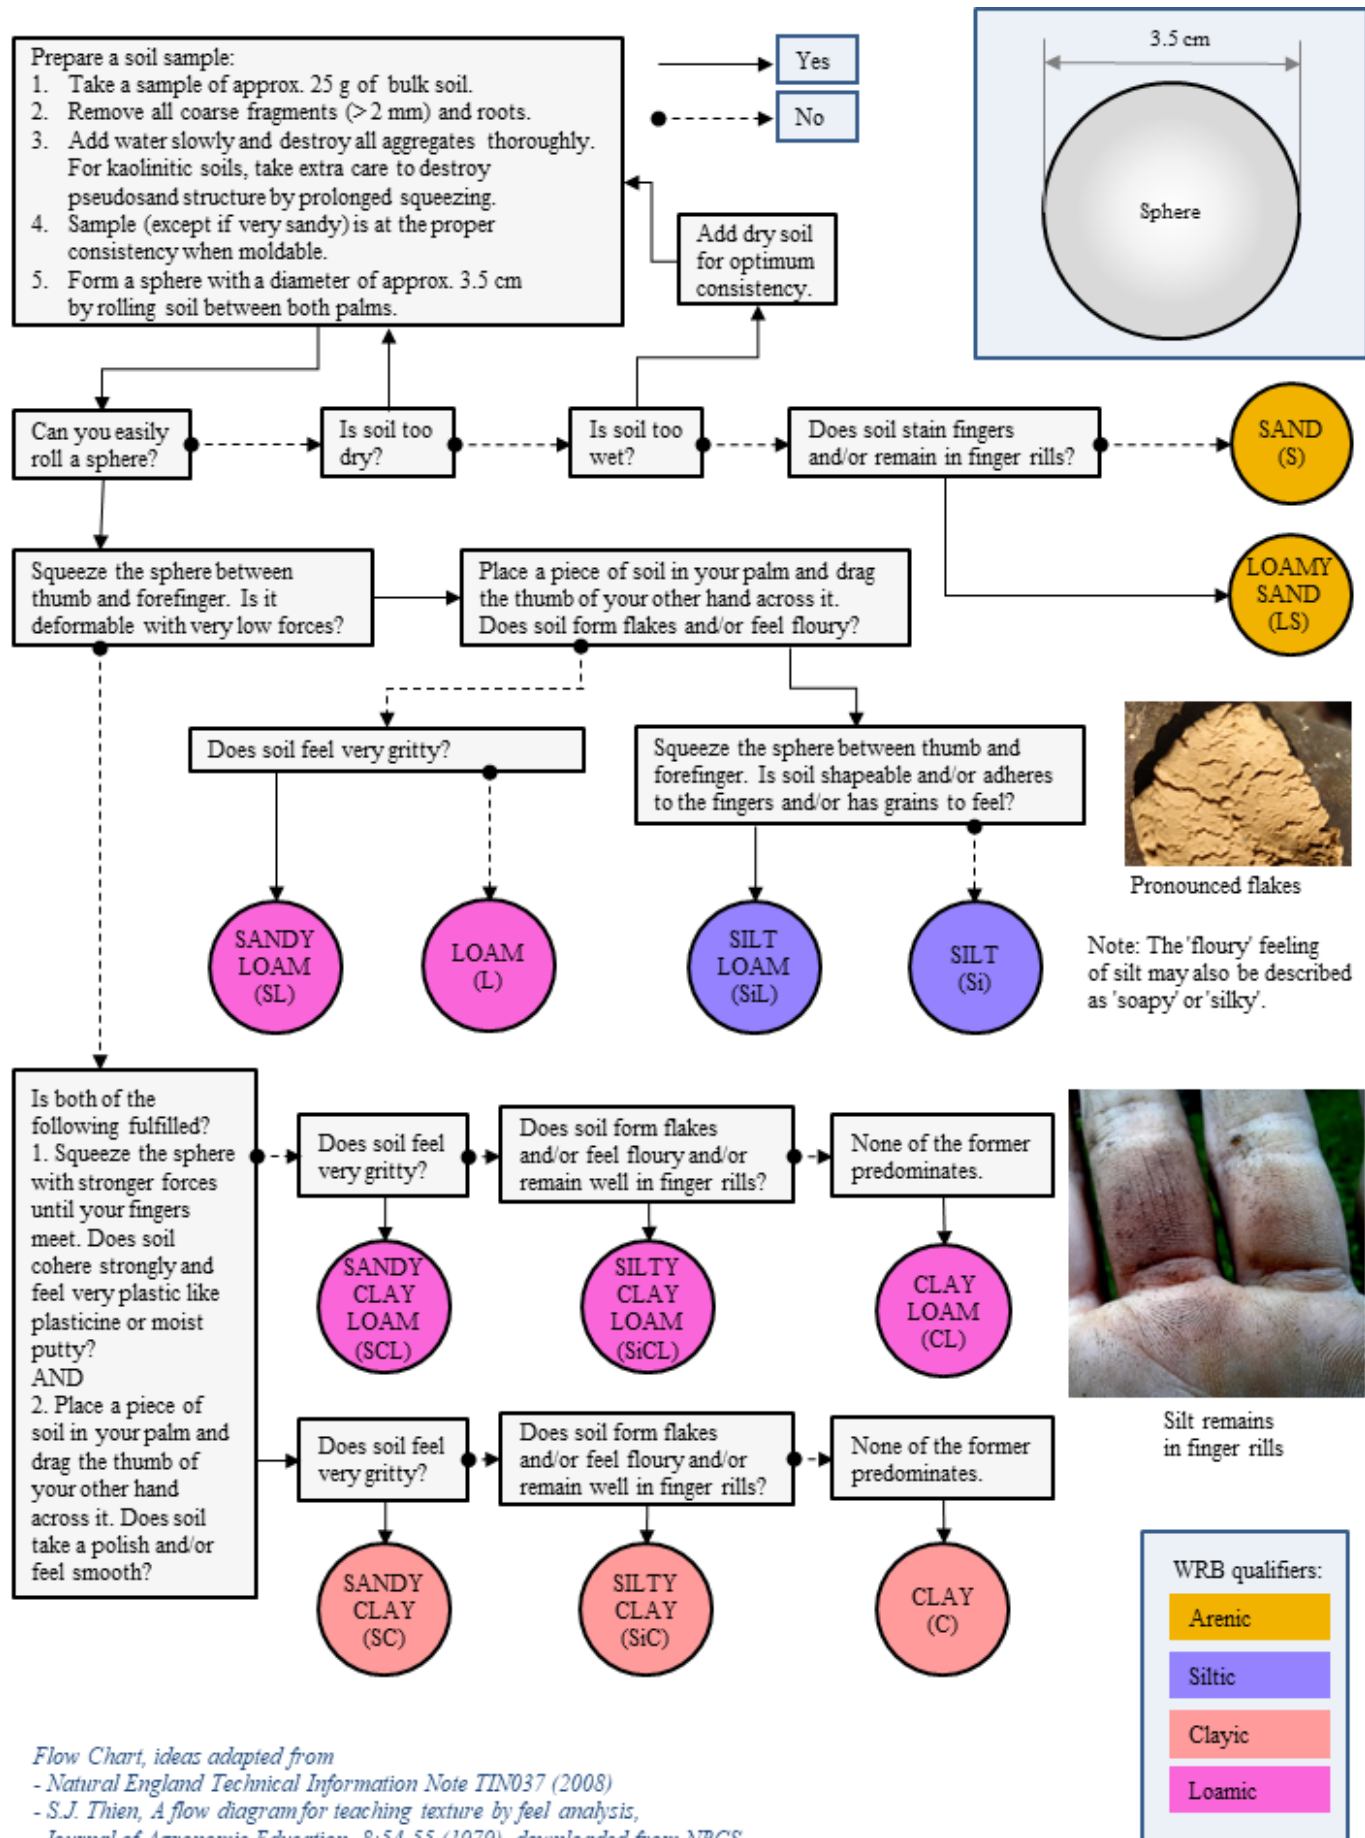 Prepare a soil sample:
1. Take a sample of approx. 25 g of bulk soil.
2. Remove all coarse fragments (> 2 mm) and roots.
3. Add water slowly and destroy all aggregates thoroughly.
For kaolinitic soils, take extra care to destroy
pseudosand structure by prolonged squeezing.
4. Sample (except if very sandy) is at the proper
consistency when moldable.
5. Form a sphere with a diameter of approx. 3.5 cm
by rolling soil between both palms.
Yes
No
3.5 cm
Sphere
Add dry soil
for optimum
consistency.
Can you easily
roll a sphere?
Is soil too
dry?
Is soil too
wet?
Does soil stain fingers
and/or remain in finger rills?
SAND
(S)
LOAMY
SAND
(LS)
Squeeze the sphere between
thumb and forefinger. Is it
deformable with very low forces?
Place a piece of soil in your palm and drag
the thumb of your other hand across it.
Does soil form flakes and/or feel floury?
Does soil feel very gritty?
Squeeze the sphere between thumb and
forefinger. Is soil shapeable and/or adheres
to the fingers and/or has grains to feel?
Pronounced flakes
SANDY
LOAM
(SL)
LOAM
(L)
SILT
LOAM
(SiL)
SILT
(Si)
Note: The 'floury' feeling
of silt may also be described
as 'soapy' or 'silky'.
Is both of the
following fulfilled?
1. Squeeze the sphere
with stronger forces
until your fingers
meet. Does soil
cohere strongly and
feel very plastic like
plasticine or moist
putty?
AND
2. Place a piece of
soil in your palm and
drag the thumb of
your other hand
across it. Does soil
take a polish and/or
feel smooth?
Does soil feel
very gritty?
Does soil form flakes
and/or feel floury and/or
remain well in finger rills?
None of the former
predominates.
SANDY
CLAY
LOAM
(SCL)
SILTY
CLAY
LOAM
(SiCL)
CLAY
LOAM
(CL)
Does soil feel
very gritty?
Does soil form flakes
and/or feel floury and/or
remain well in finger rills?
None of the former
predominates.
SANDY
CLAY
(SC)
SILTY
CLAY
(SiC)
CLAY
(C)
Silt remains
in finger rills
WRB qualifiers:
Arenic
Siltic
Clayic
Loamic
Flow Chart, ideas adapted from
- Natural England Technical Information Note TIN037 (2008)
- S.J. Thien, A flow diagram for teaching texture by feel analysis,
Journal of Agronomic Education, 8:54-55 (1979), downloaded from NRCS